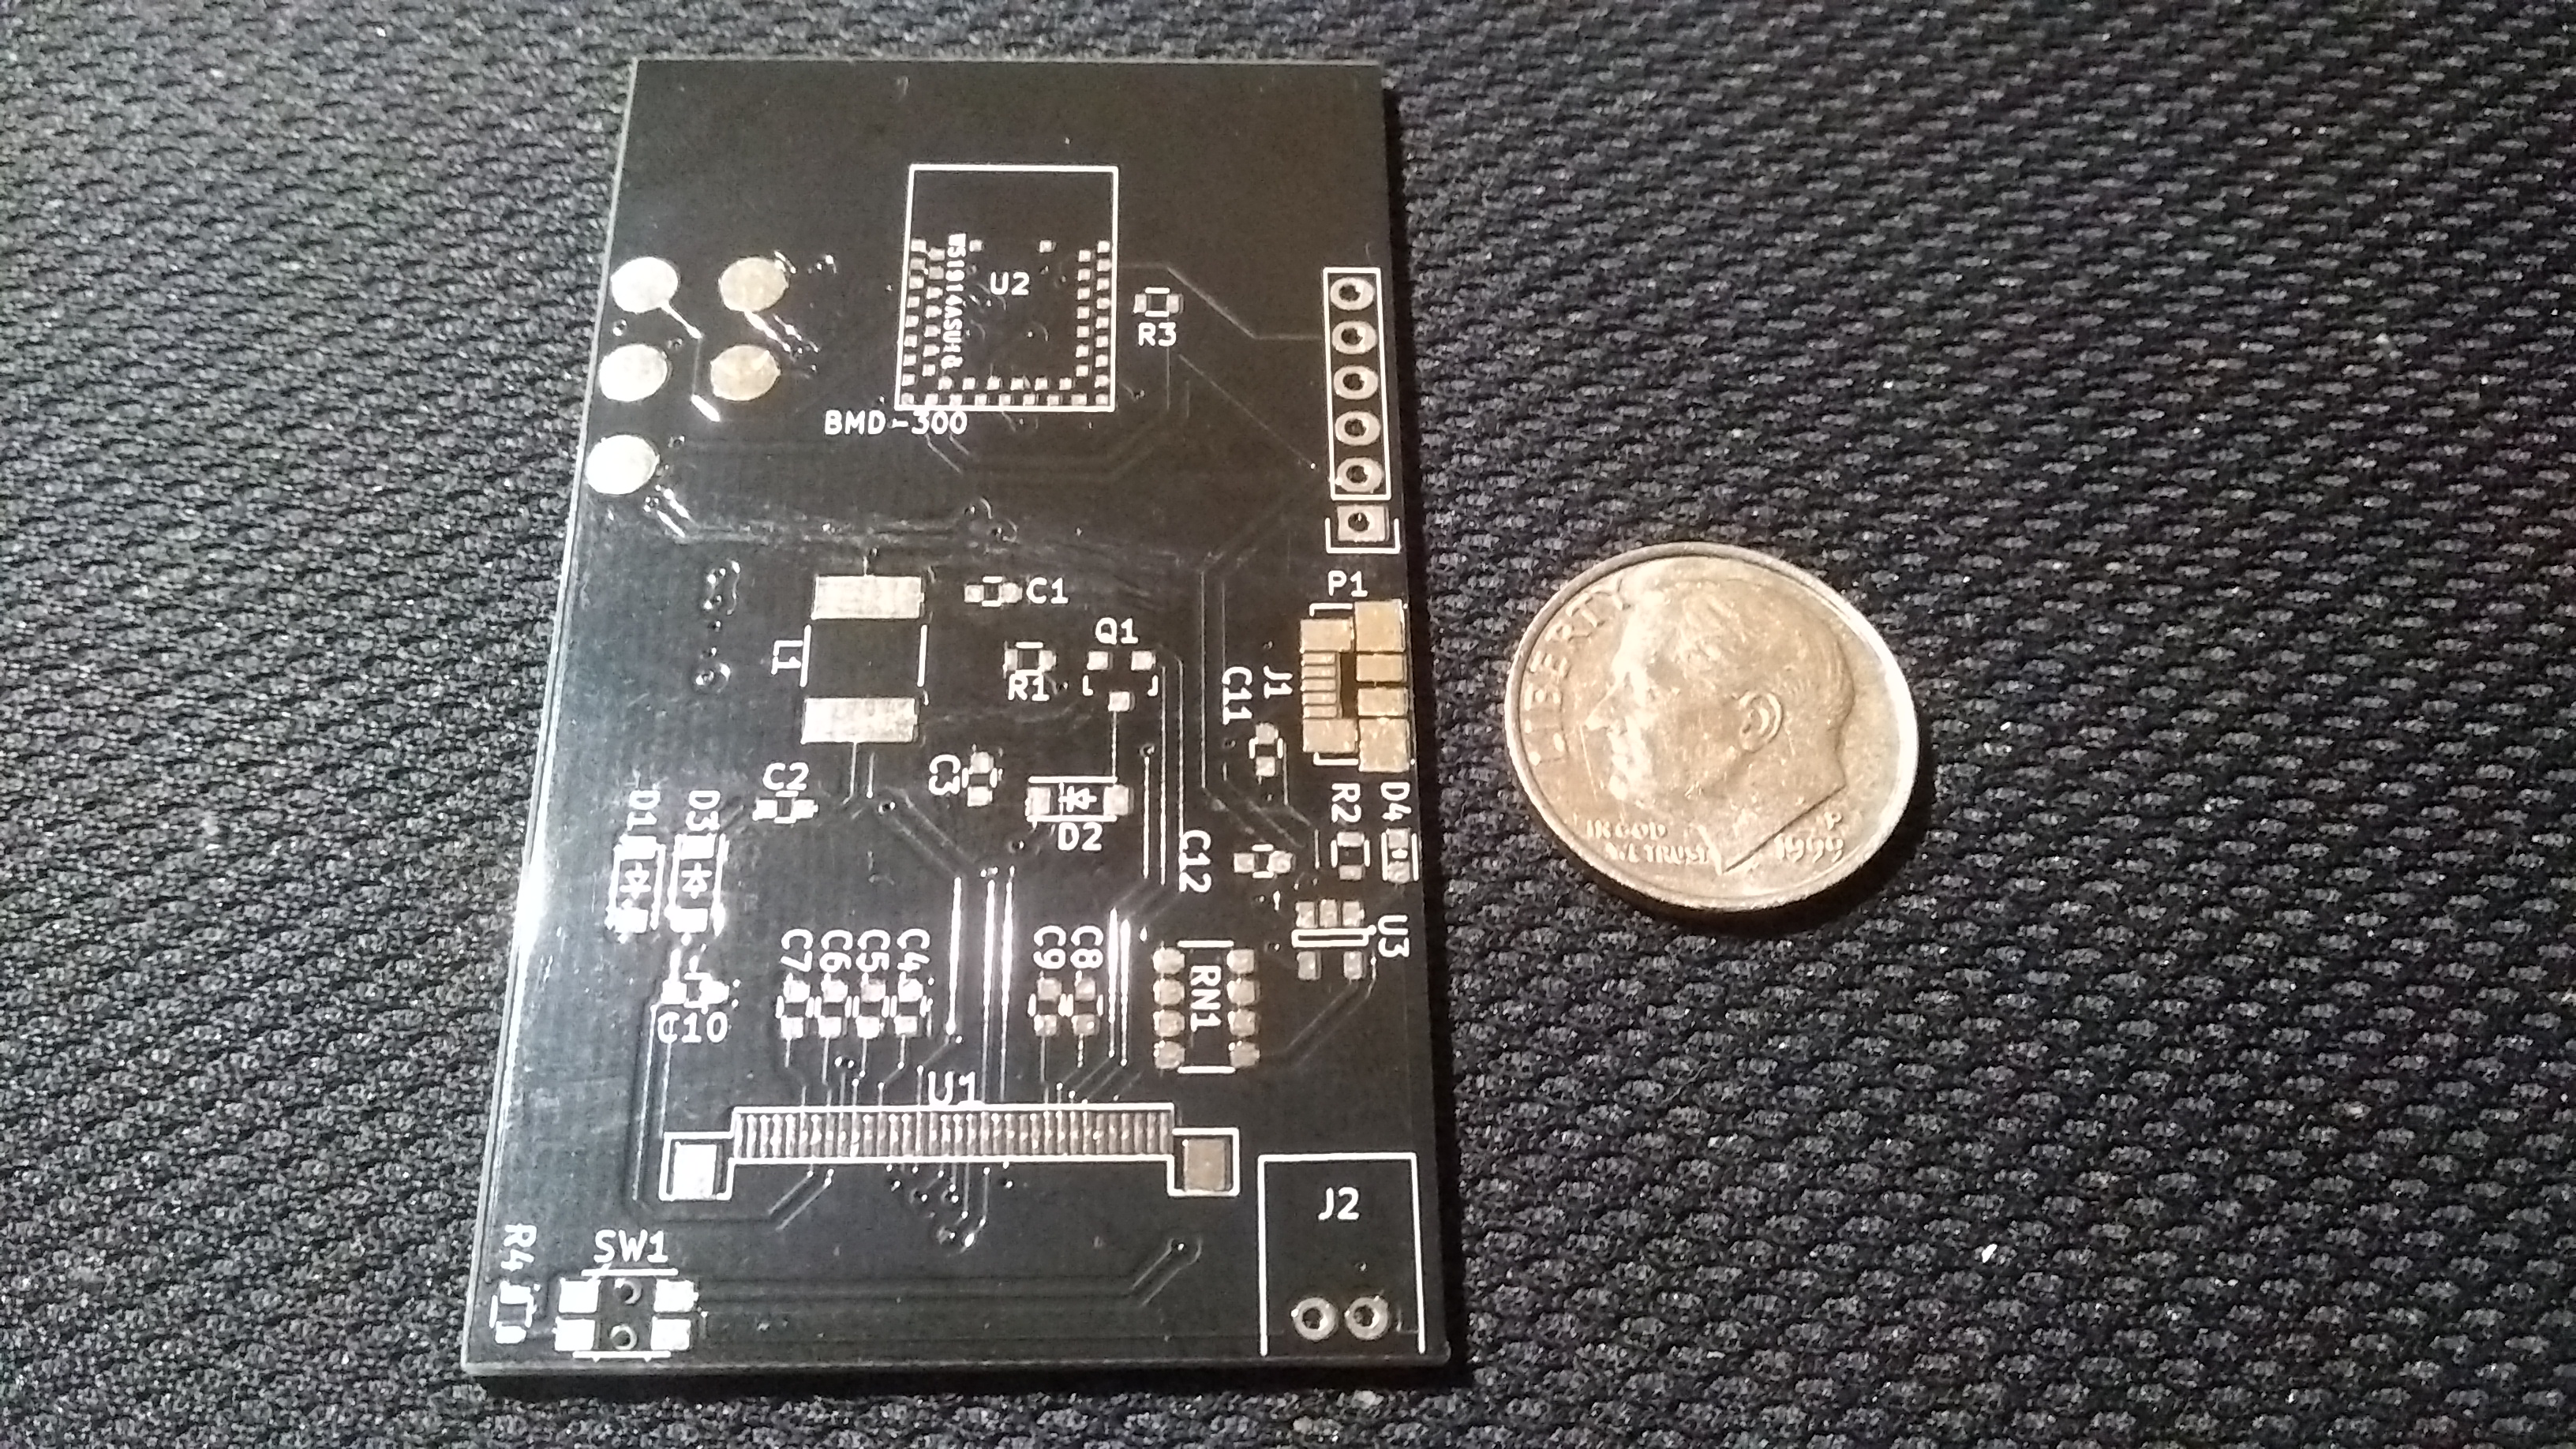 U2
W51914ASU18
R3
BMD-300
P1
C1
Q1
L1
R1
J1
C11
C3
C2
D2
D1
D3
R2
D4
C12
U3
C7
C6
C5
C4
C9
C8
RN1
C10
U1
J2
R4
SW1
LIBERTY
IN GOD
WE TRUST
P
1999